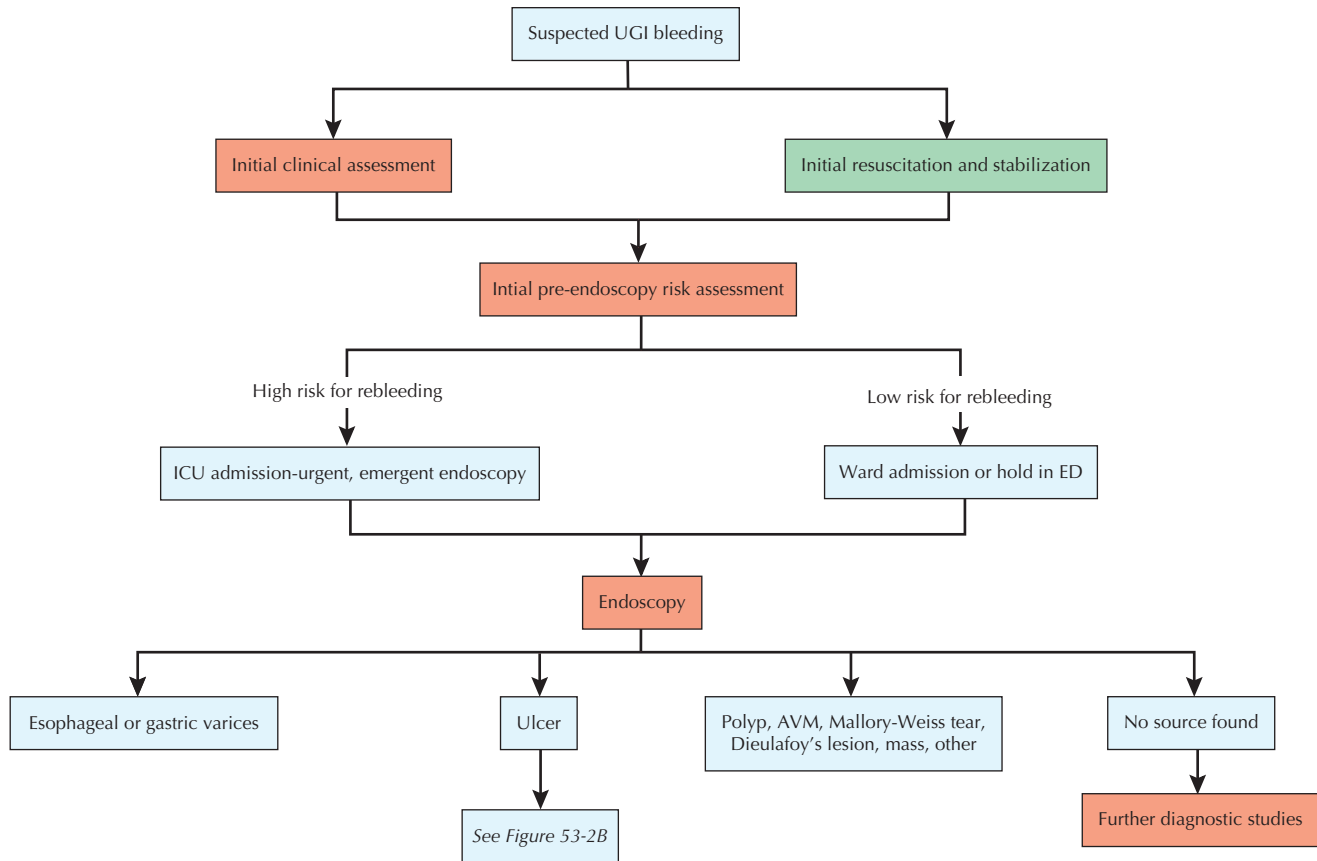 Suspected UGI bleeding
Initial clinical assessment
Initial resuscitation and stabilization
Intial pre-endoscopy risk assessment
High risk for rebleeding
Low risk for rebleeding
ICU admission-urgent, emergent endoscopy
Ward admission or hold in ED
Endoscopy
Esophageal or gastric varices
Ulcer
Polyp, AVM, Mallory-Weiss tear,
Dieulafoy’s lesion, mass, other
No source found
See Figure 53-2B
Further diagnostic studies